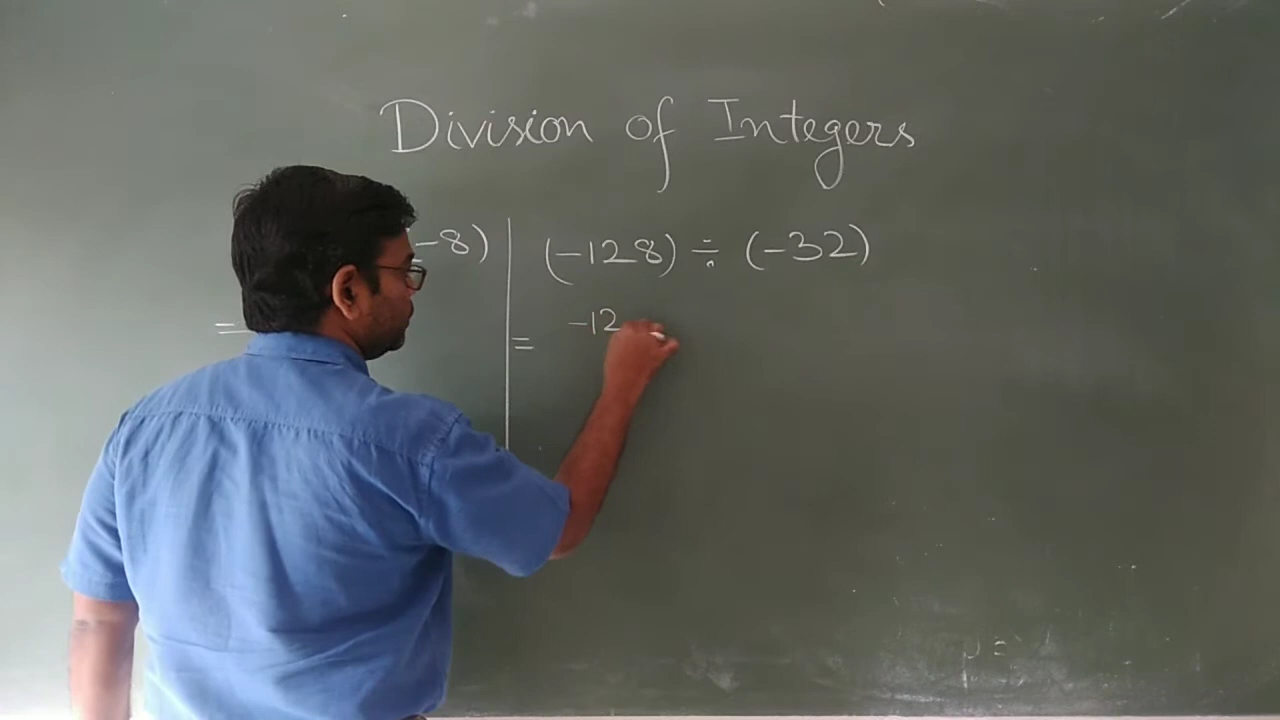 Division of Integers
-8)
(-128) ÷ (-32)
=
= -12